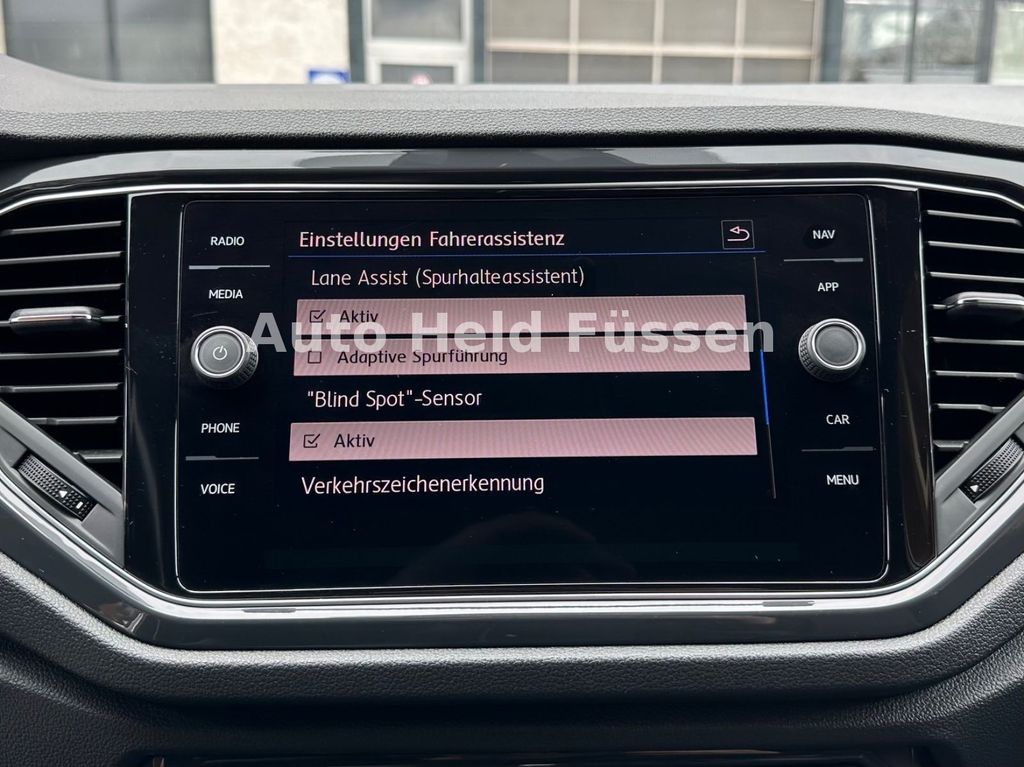 RADIO
MEDIA
PHONE
VOICE
Einstellungen Fahrerassistenz
Lane Assist (Spurhalteassistent)
Aktiv
Auto Held Füssen
Adaptive Spurführung
"Blind Spot"-Sensor
Aktiv
Verkehrszeichenerkennung
NAV
APP
CAR
MENU